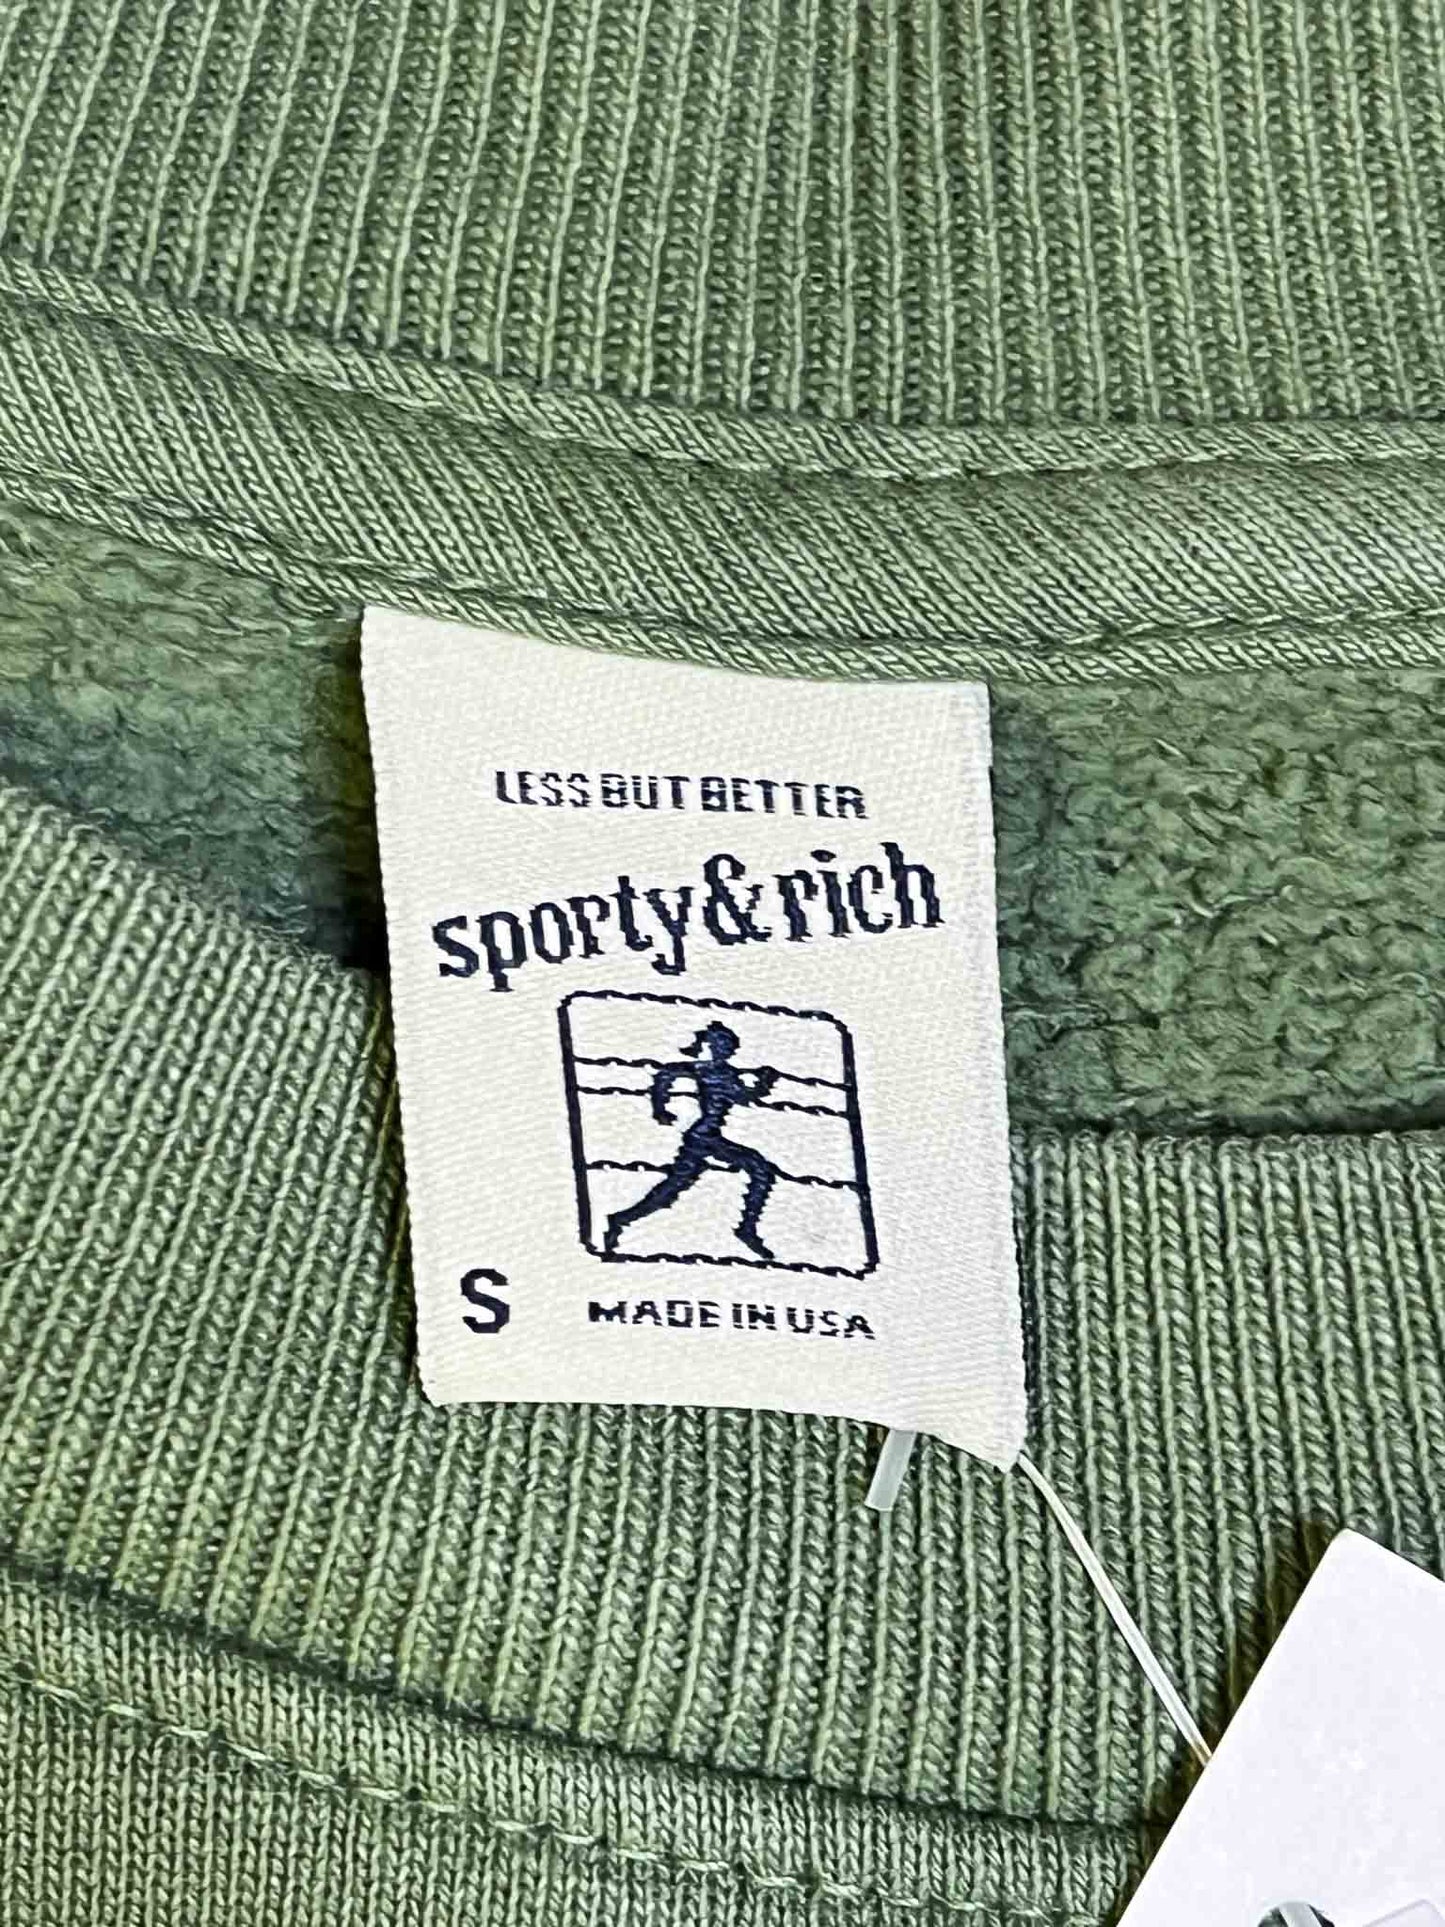 LESS BUT BETTER
sporty&rich
S
MADE IN USA